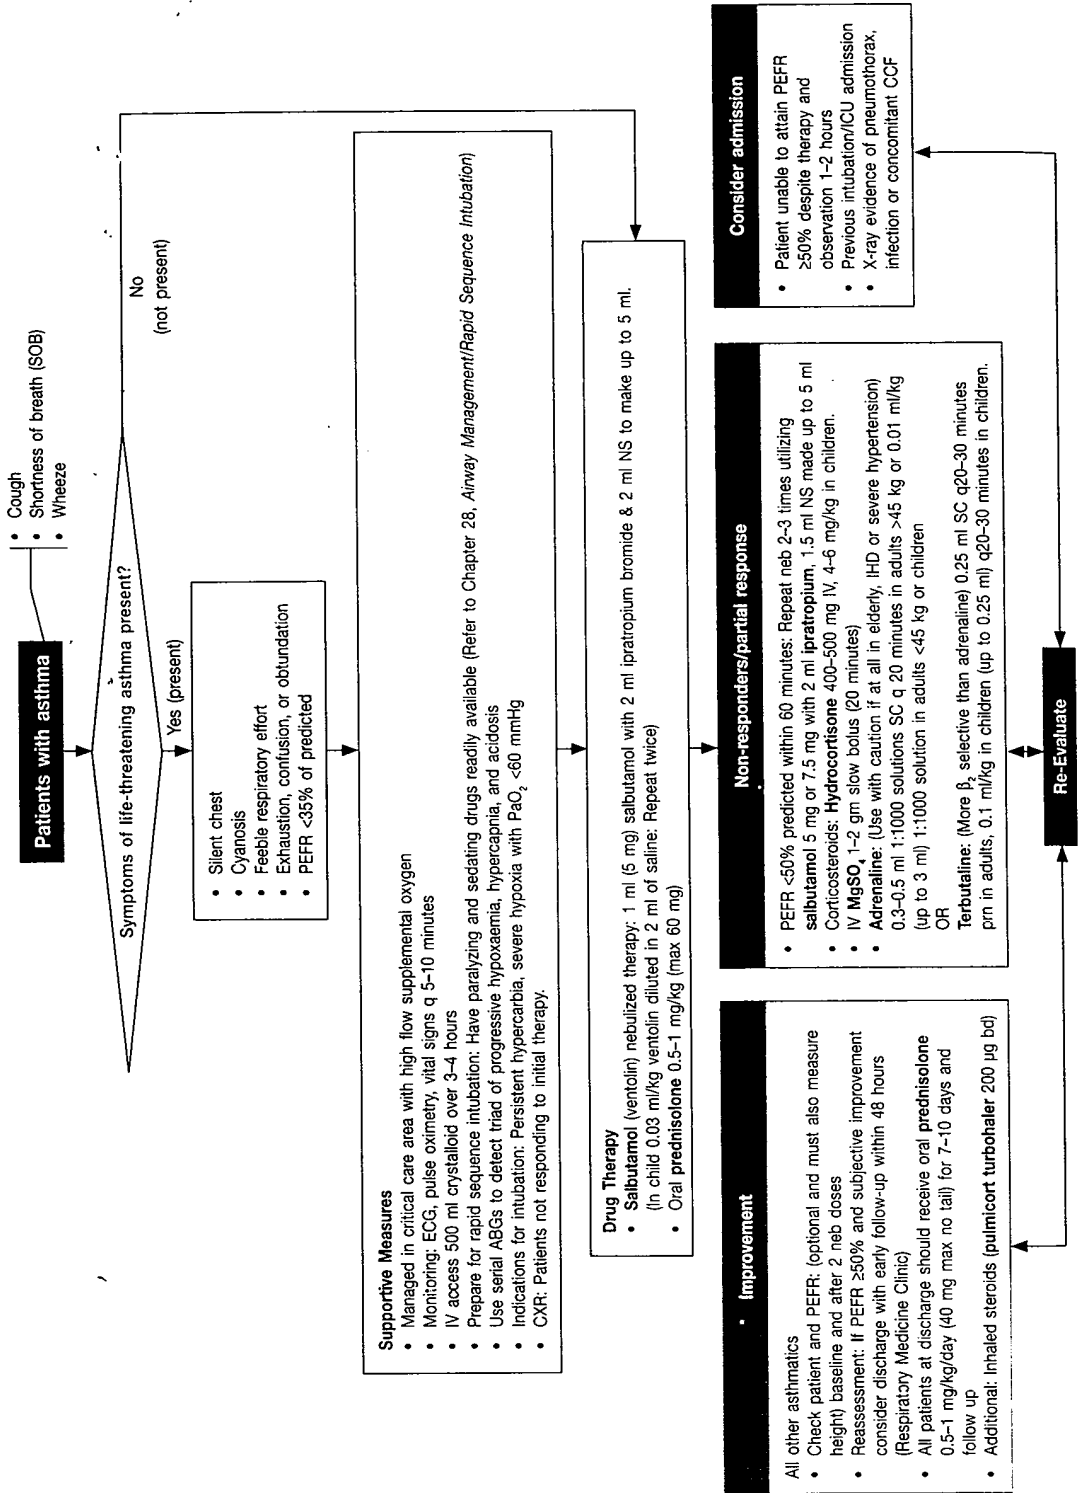 Patients with asthma
• Cough
• Shortness of breath (SOB)
• Wheeze
Symptoms of life-threatening asthma present?
No
(not present)
Yes (present)
• Silent chest
• Cyanosis
• Feeble respiratory effort
• Exhaustion, confusion, or obtundation
• PEFR <35% of predicted
Supportive Measures
• Managed in critical care area with high flow supplemental oxygen
• Monitoring: ECG, pulse oximetry, vital signs q 5–10 minutes
• IV access 500 ml crystalloid over 3–4 hours
• Prepare for rapid sequence intubation: Have paralyzing and sedating drugs readily available (Refer to Chapter 28, Airway Management/Rapid Sequence Intubation)
• Use serial ABGs to detect triad of progressive hypoxaemia, hypercapnia, and acidosis
• Indications for intubation: Persistent hypercarbia, severe hypoxia with PaO₂ <60 mmHg
• CXR: Patients not responding to initial therapy.
Drug Therapy
• Salbutamol (ventolin) nebulized therapy: 1 ml (5 mg) salbutamol with 2 ml ipratropium bromide & 2 ml NS to make up to 5 ml.
(In child 0.03 ml/kg ventolin diluted in 2 ml of saline: Repeat twice)
• Oral prednisolone 0.5–1 mg/kg (max 60 mg)
• Improvement
All other asthmatics
• Check patient and PEFR: (optional and must also measure
height) baseline and after 2 neb doses
• Reassessment: If PEFR ≥50% and subjective improvement
consider discharge with early follow-up within 48 hours
(Respiratory Medicine Clinic)
• All patients at discharge should receive oral prednisolone
0.5–1 mg/kg/day (40 mg max no tail) for 7–10 days and
follow up
• Additional: Inhaled steroids (pulmicort turbohaler 200 µg bd)
Non-responders/partial response
• PEFR <50% predicted within 60 minutes: Repeat neb 2–3 times utilizing
salbutamol 5 mg or 7.5 mg with 2 ml ipratropium, 1.5 ml NS made up to 5 ml
• Corticosteroids: Hydrocortisone 400–500 mg IV, 4–6 mg/kg in children.
• IV MgSO₄ 1–2 gm slow bolus (20 minutes)
• Adrenaline: (Use with caution if at all in elderly, IHD or severe hypertension)
0.3–0.5 ml 1:1000 solutions SC q 20 minutes in adults >45 kg or 0.01 ml/kg
(up to 3 ml) 1:1000 solution in adults <45 kg or children
OR
Terbutaline: (More β₂ selective than adrenaline) 0.25 ml SC q20–30 minutes
prn in adults, 0.1 ml/kg in children (up to 0.25 ml) q20–30 minutes in children.
Consider admission
• Patient unable to attain PEFR
≥50% despite therapy and
observation 1–2 hours
• Previous intubation/ICU admission
• X-ray evidence of pneumothorax,
infection or concomitant CCF
Re-Evaluate